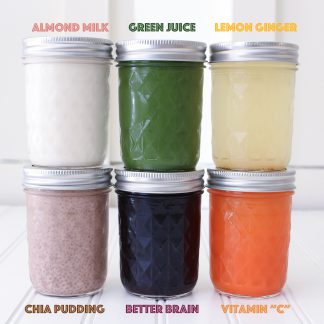 ALMOND MILK
GREEN JUICE
LEMON GINGER
CHIA PUDDING
BETTER BRAIN
VITAMIN "C"